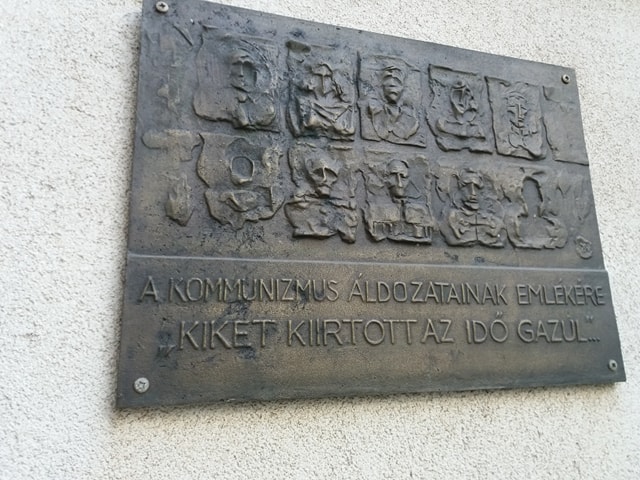 A KOMMUNIZMUS ÁLDOZATAINAK EMLÉKÉRE
„KIKET KIIRTOTT AZ IDŐ GAZUL"...